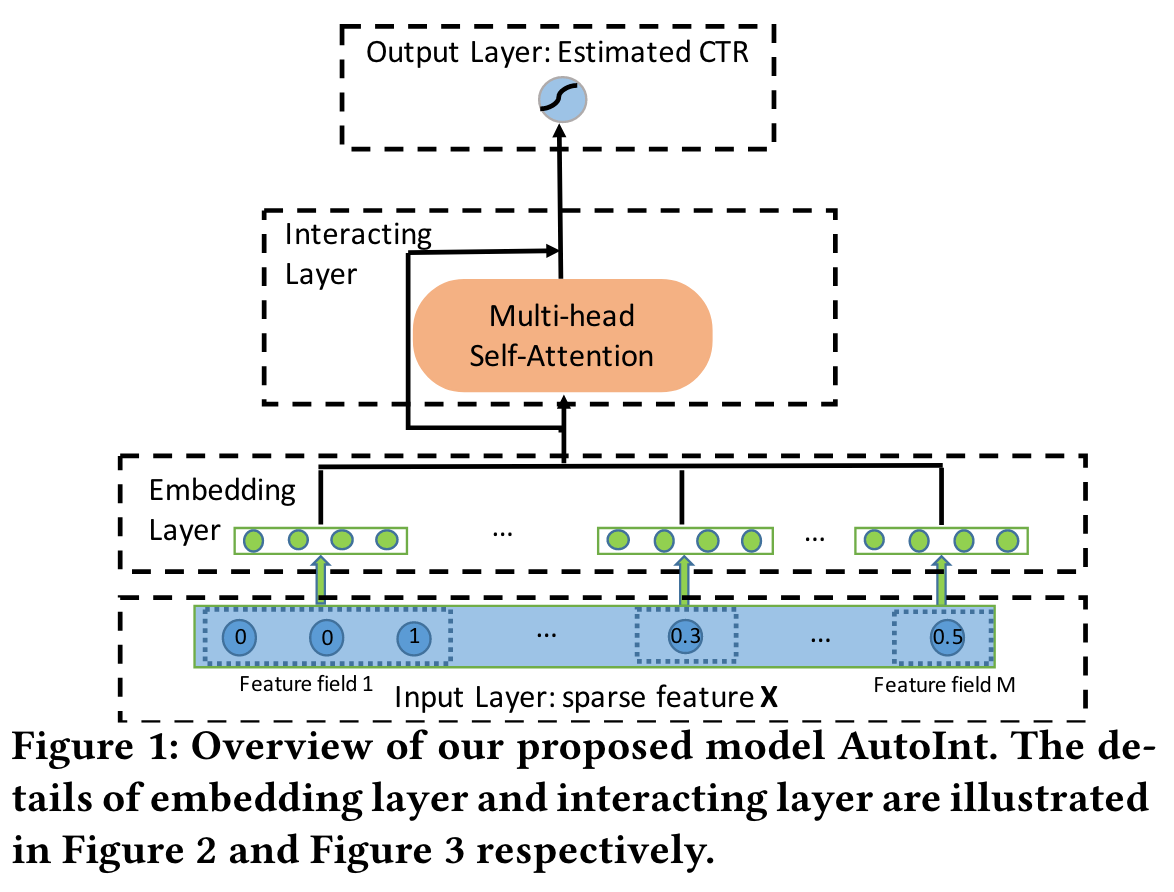 Output Layer: Estimated CTR
Interacting
Layer
Multi-head
Self-Attention
Embedding
Layer
...
...
0
0
1
...
0.3
...
0.5
Feature field 1
Feature field M
Input Layer: sparse feature X
Figure 1: Overview of our proposed model AutoInt. The de-
tails of embedding layer and interacting layer are illustrated
in Figure 2 and Figure 3 respectively.